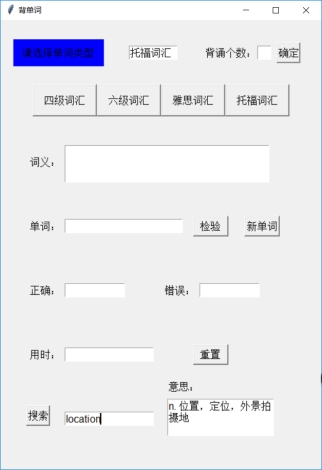 背单词
请选择单词类型：
托福词汇
背诵个数：
确定
四级词汇 六级词汇 雅思词汇 托福词汇
词义：
单词： 检验 新单词
正确： 错误：
用时： 重置
意思：
搜索 location
n. 位置，定位，外景拍
摄地